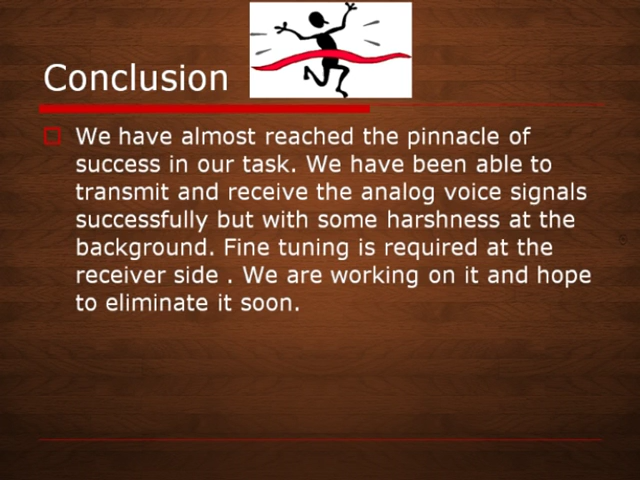 Conclusion
We have almost reached the pinnacle of
success in our task. We have been able to
transmit and receive the analog voice signals
successfully but with some harshness at the
background. Fine tuning is required at the
receiver side . We are working on it and hope
to eliminate it soon.